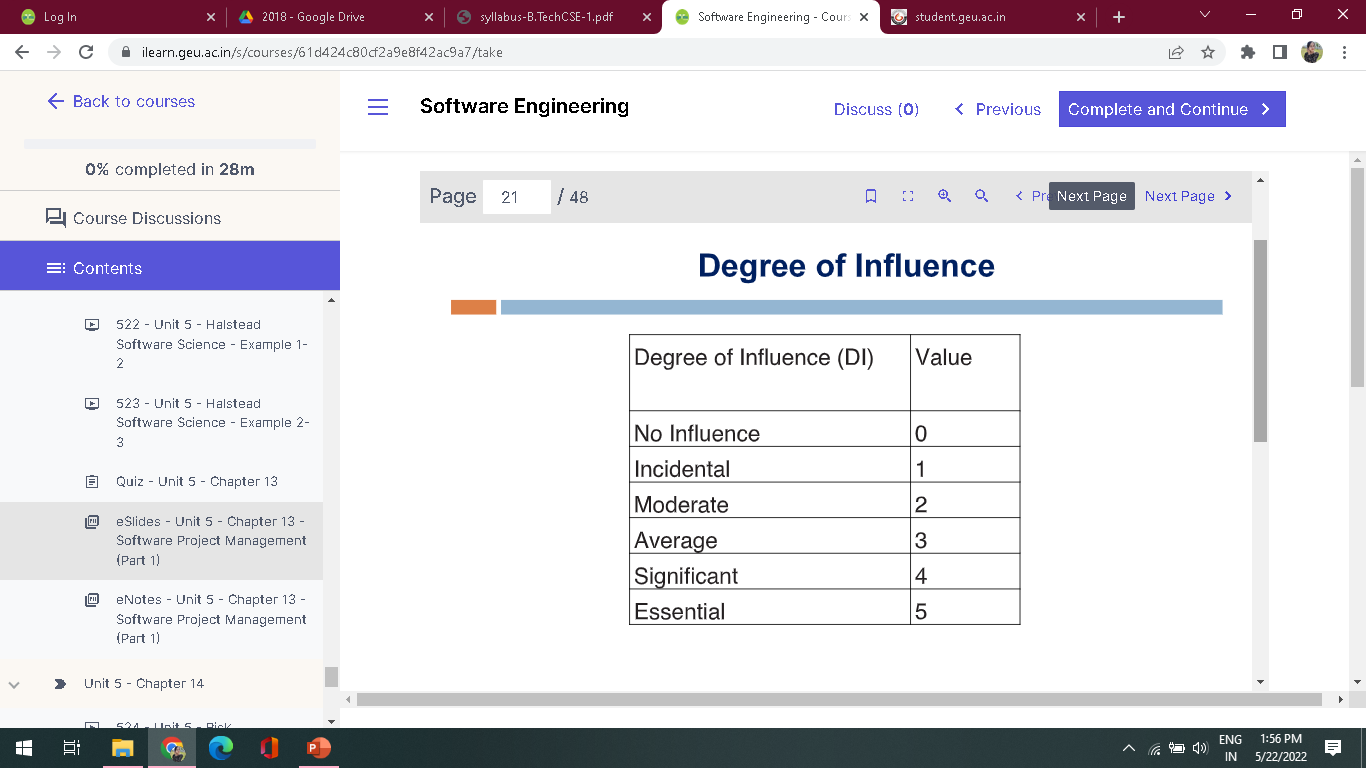 Log In
2018 - Google Drive
syllabus-B.TechCSE-1.pdf
Software Engineering - Cours
student.geu.ac.in
ilearn.geu.ac.in/s/courses/61d424c80cf2a9e8f42ac9a7/take
Back to courses
0% completed in 28m
Course Discussions
Contents
522 - Unit 5 - Halstead
Software Science - Example 1-
2
523 - Unit 5 - Halstead
Software Science - Example 2-
3
Quiz - Unit 5 - Chapter 13
eSlides - Unit 5 - Chapter 13 -
Software Project Management
(Part 1)
eNotes - Unit 5 - Chapter 13 -
Software Project Management
(Part 1)
Unit 5 - Chapter 14
524 - Unit 5 - Risk
Software Engineering
Discuss (0)
Previous
Complete and Continue
Page 21 / 48
Pre
Next Page
Next Page
Degree of Influence
Degree of Influence (DI) Value
No Influence 0
Incidental 1
Moderate 2
Average 3
Significant 4
Essential 5
ENG
IN
1:56 PM
5/22/2022